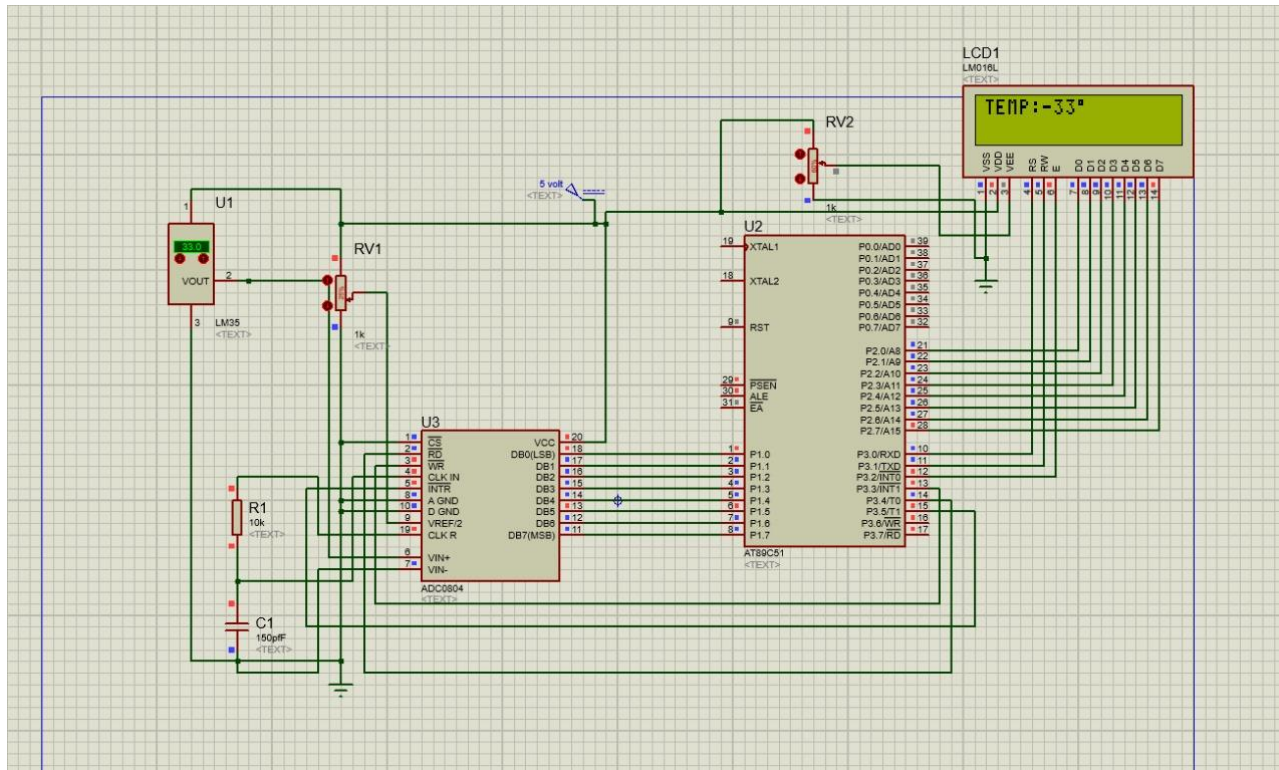 LCD1
LM016L
<TEXT>
TEMP:-33°
VSS
VDD
VEE
RS
RW
E
D0
D1
D2
D3
D4
D5
D6
D7
1
2
3
4
5
6
7
8
9
10
11
12
13
14
RV2
1k
<TEXT>
5 volt
<TEXT>
U1
1
33.0
VOUT
2
3
LM35
<TEXT>
RV1
1k
<TEXT>
U2
19 XTAL1
18 XTAL2
9 RST
29 PSEN
30 ALE
31 EA
1 P1.0
2 P1.1
3 P1.2
4 P1.3
5 P1.4
6 P1.5
7 P1.6
8 P1.7
P0.0/AD0 39
P0.1/AD1 38
P0.2/AD2 37
P0.3/AD3 36
P0.4/AD4 35
P0.5/AD5 34
P0.6/AD6 33
P0.7/AD7 32
P2.0/A8 21
P2.1/A9 22
P2.2/A10 23
P2.3/A11 24
P2.4/A12 25
P2.5/A13 26
P2.6/A14 27
P2.7/A15 28
P3.0/RXD 10
P3.1/TXD 11
P3.2/INT0 12
P3.3/INT1 13
P3.4/T0 14
P3.5/T1 15
P3.6/WR 16
P3.7/RD 17
AT89C51
<TEXT>
U3
1 CS
2 RD
3 WR
4 CLK IN
5 INTR
8 A GND
10 D GND
9 VREF/2
19 CLK R
6 VIN+
7 VIN-
VCC 20
DB0(LSB) 18
DB1 17
DB2 16
DB3 15
DB4 14
DB5 13
DB6 12
DB7(MSB) 11
ADC0804
<TEXT>
R1
10k
<TEXT>
C1
150pfF
<TEXT>